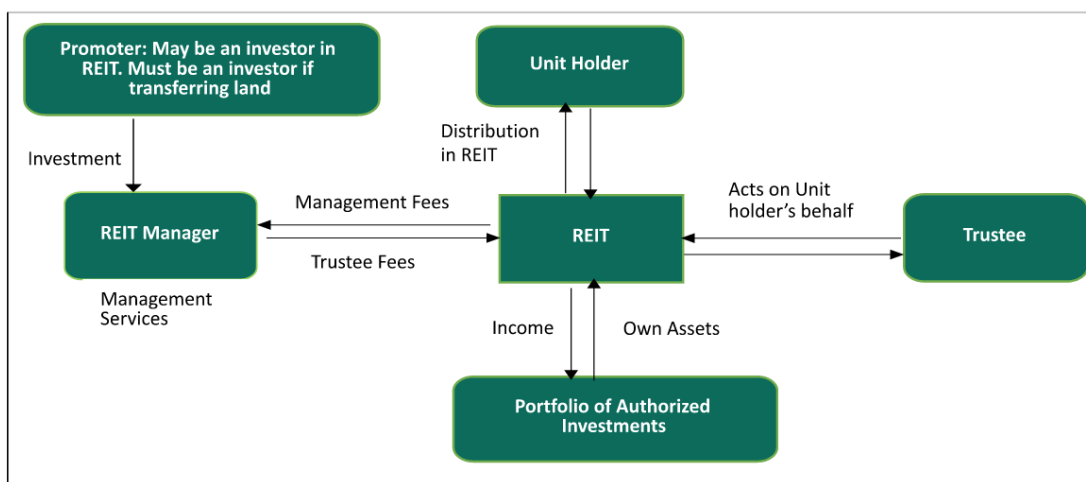 Promoter: May be an investor in
REIT. Must be an investor if
transferring land
Unit Holder
Investment
Distribution
in REIT
REIT Manager
Management Fees
Trustee Fees
REIT
Acts on Unit
holder’s behalf
Trustee
Management
Services
Income
Own Assets
Portfolio of Authorized
Investments